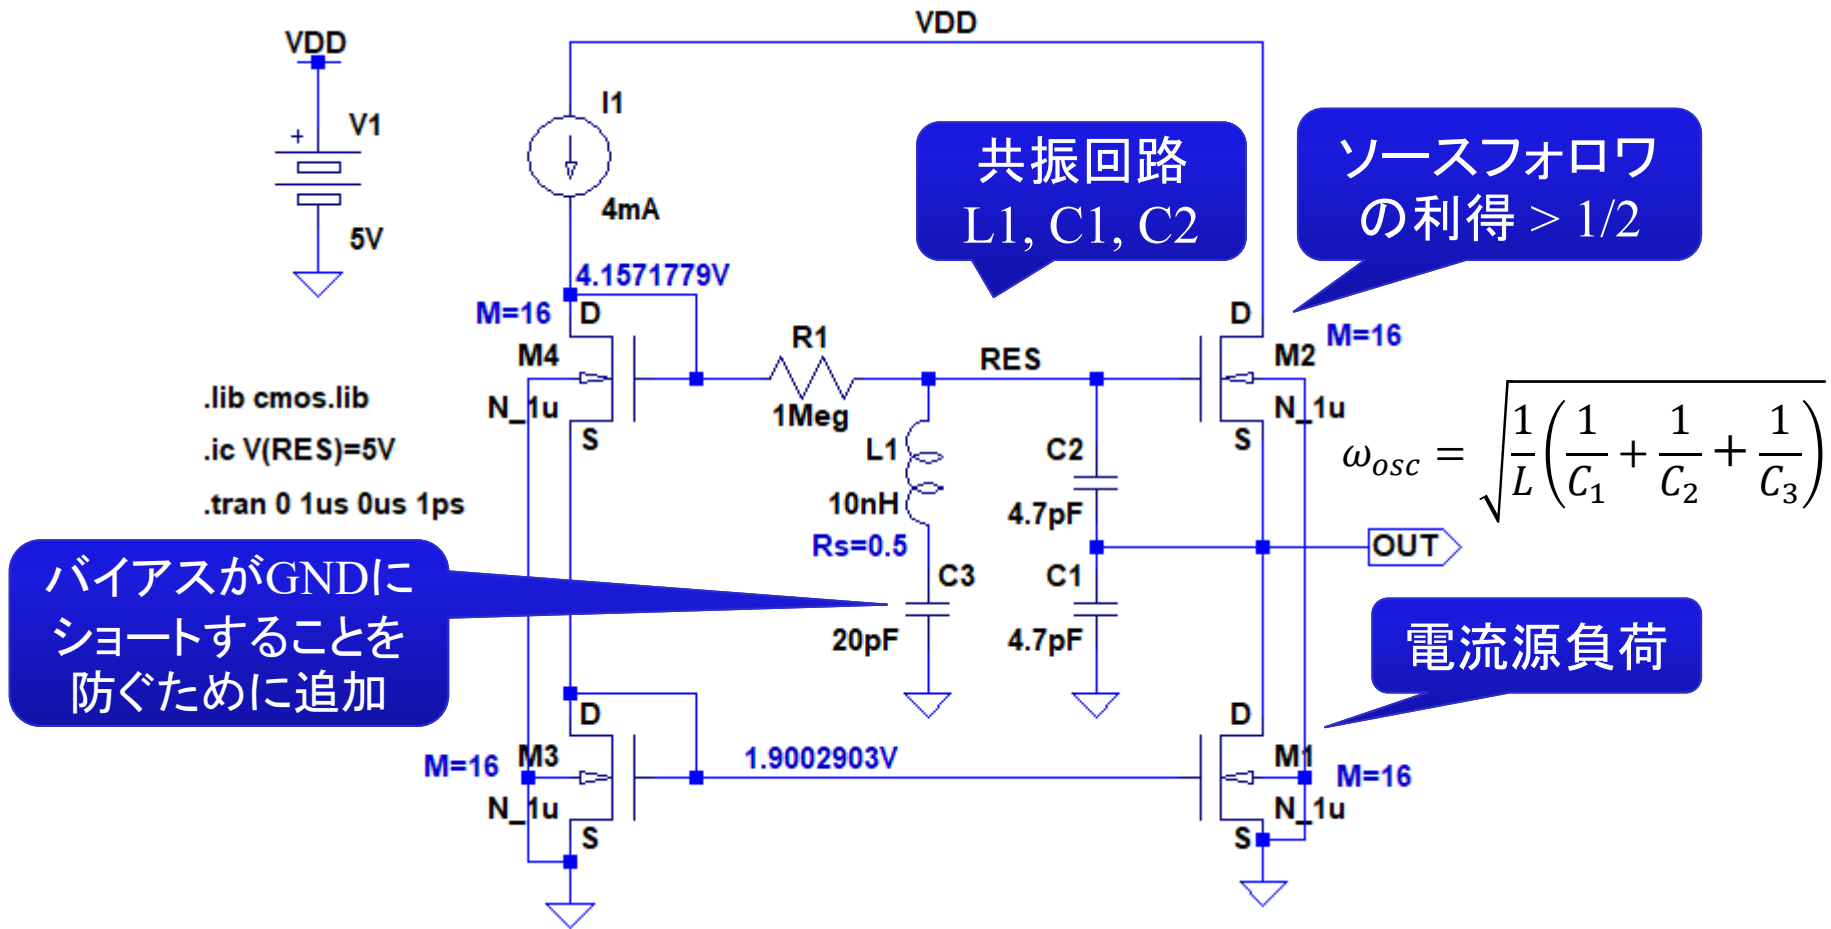 VDD
VDD
V1
5V
I1
4mA
共振回路
L1, C1, C2
ソースフォロワ
の利得 > 1/2
4.1571779V
M=16
D
M4
N_1u
S
R1
1Meg
RES
D
M=16
M2
N_1u
S
.lib cmos.lib
.ic V(RES)=5V
.tran 0 1us 0us 1ps
L1
10nH
Rs=0.5
C2
4.7pF
ω_osc = √(1/L (1/C₁ + 1/C₂ + 1/C₃))
OUT
バイアスがGNDに
ショートすることを
防ぐために追加
C3
20pF
C1
4.7pF
電流源負荷
D
M=16
M3
N_1u
S
1.9002903V
D
M1
M=16
N_1u
S